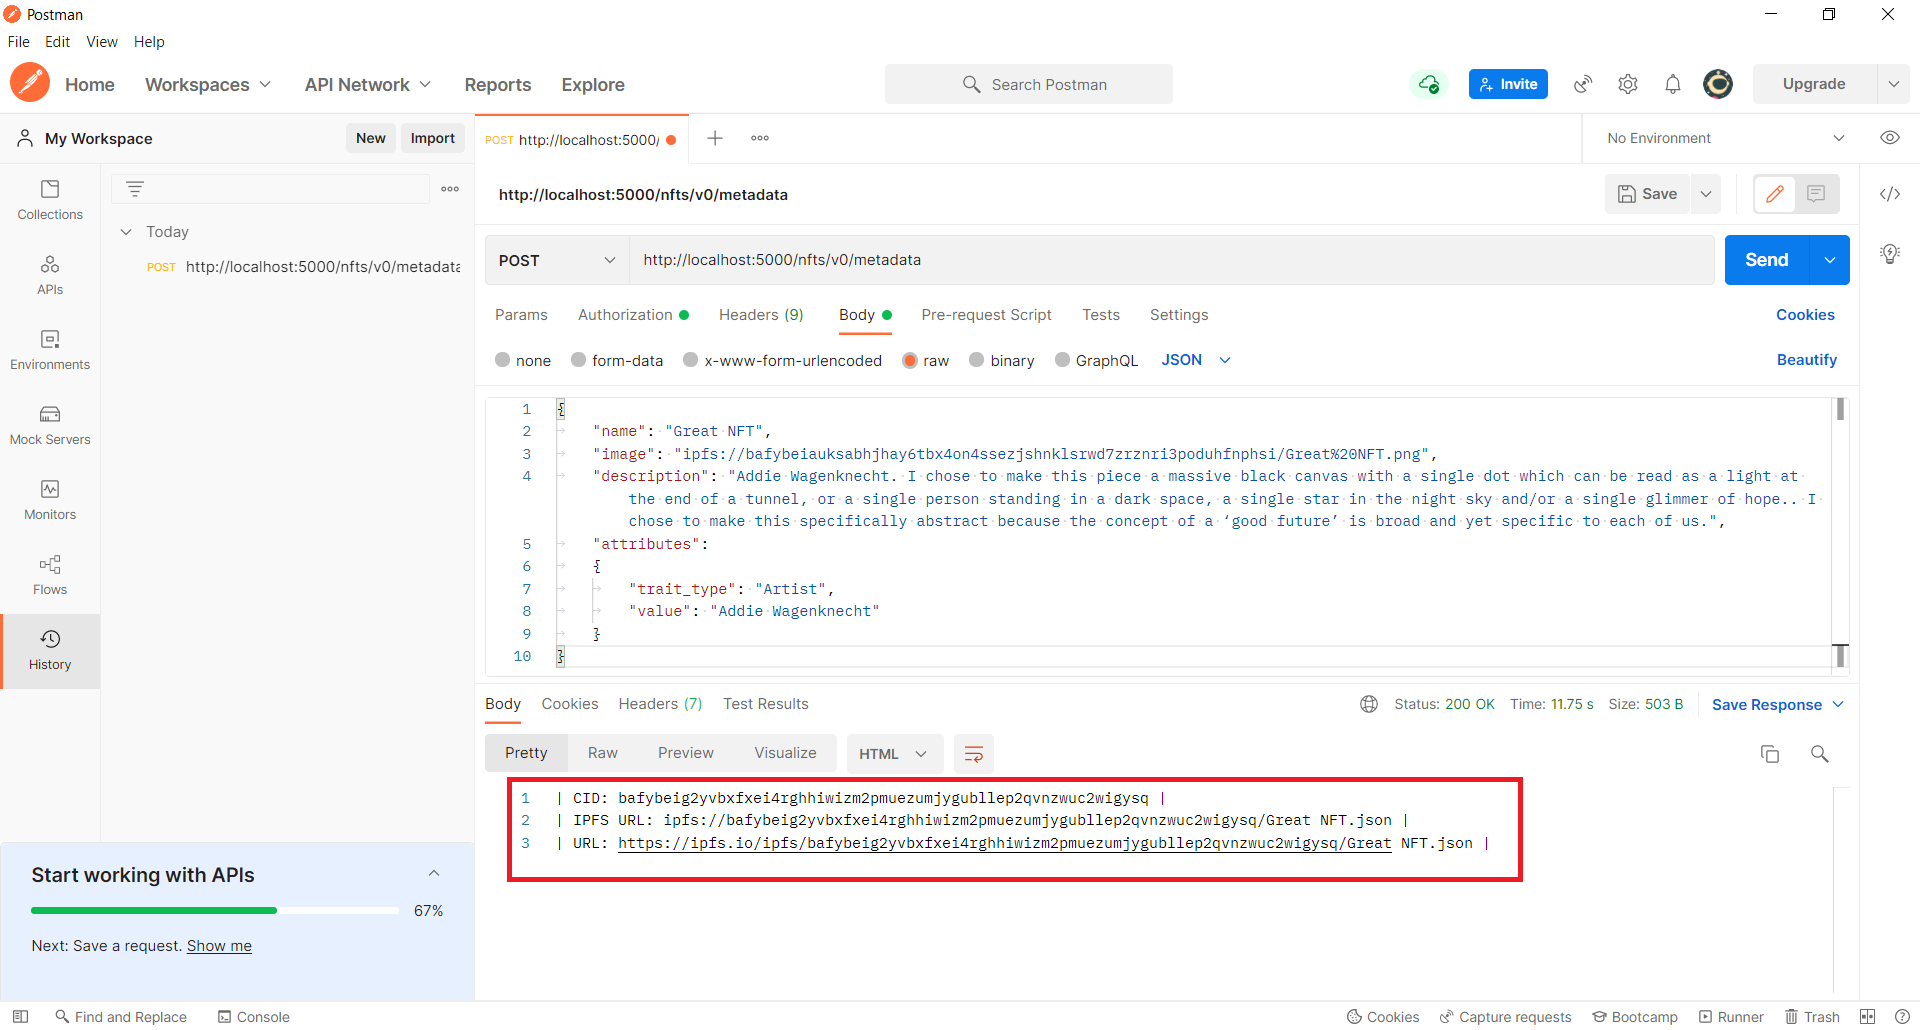 Postman
File Edit View Help
Home Workspaces API Network Reports Explore Search Postman Invite Upgrade
My Workspace New Import POST http://localhost:5000/ No Environment
Collections
APIs
Environments
Mock Servers
Monitors
Flows
History
Today
POST http://localhost:5000/nfts/v0/metadata
http://localhost:5000/nfts/v0/metadata Save
POST http://localhost:5000/nfts/v0/metadata Send
Params Authorization Headers (9) Body Pre-request Script Tests Settings Cookies
none form-data x-www-form-urlencoded raw binary GraphQL JSON Beautify
1 {
2 "name": "Great NFT",
3 "image": "ipfs://bafybeiauksabhjhay6tbx4on4ssezjshnklsrwd7zrznri3poduhfnphsi/Great%20NFT.png",
4 "description": "Addie Wagenknecht. I chose to make this piece a massive black canvas with a single dot which can be read as a light at
the end of a tunnel, or a single person standing in a dark space, a single star in the night sky and/or a single glimmer of hope.. I
chose to make this specifically abstract because the concept of a ‘good future’ is broad and yet specific to each of us.",
5 "attributes":
6 {
7 "trait_type": "Artist",
8 "value": "Addie Wagenknecht"
9 }
10 }
Body Cookies Headers (7) Test Results Status: 200 OK Time: 11.75 s Size: 503 B Save Response
Pretty Raw Preview Visualize HTML
1 | CID: bafybeig2yvbxfxei4rghhiwizm2pmuezumjygubllep2qvnzwuc2wigysq |
2 | IPFS URL: ipfs://bafybeig2yvbxfxei4rghhiwizm2pmuezumjygubllep2qvnzwuc2wigysq/Great NFT.json |
3 | URL: https://ipfs.io/ipfs/bafybeig2yvbxfxei4rghhiwizm2pmuezumjygubllep2qvnzwuc2wigysq/Great NFT.json |
Start working with APIs
67%
Next: Save a request. Show me
Find and Replace Console Cookies Capture requests Bootcamp Runner Trash